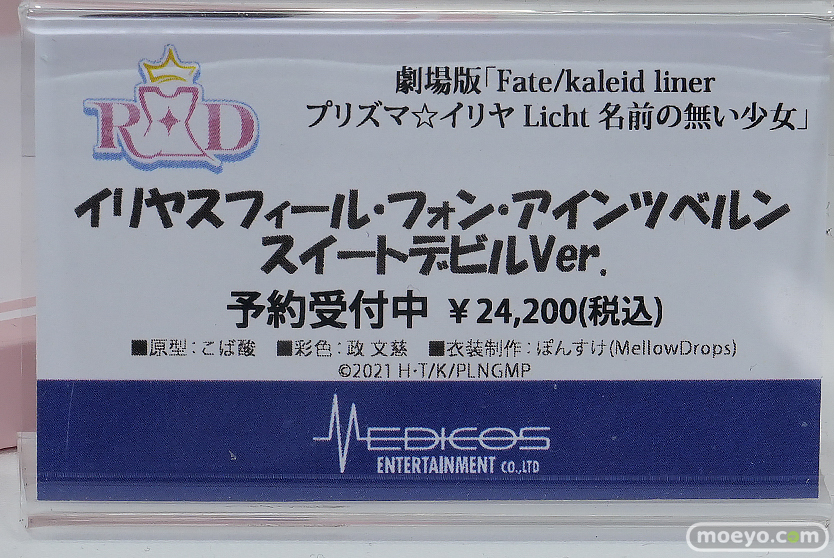 R D
劇場版「Fate/kaleid liner
プリズマ☆イリヤ Licht 名前の無い少女」
イリヤスフィール・フォン・アインツベルン
スイートデビルVer.
予約受付中 ¥24,200(税込)
■原型：こば酸 ■彩色：政 文慈 ■衣装制作：ぽんすけ(MellowDrops)
©2021 H・T/K/PLNGMP
MEDICOS
ENTERTAINMENT CO.,LTD
moeyo.com